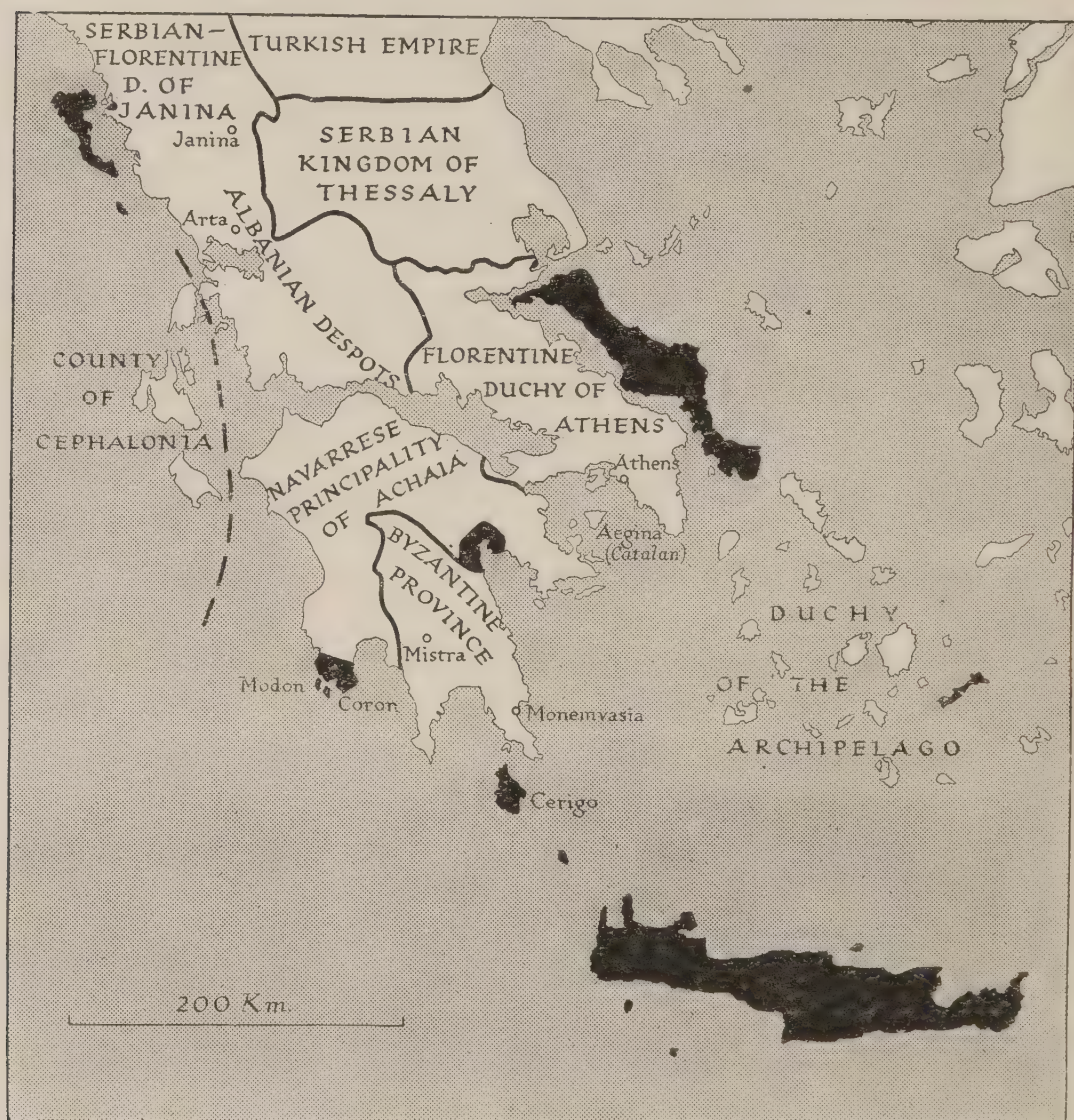 SERBIAN–
FLORENTINE
D. OF
JANINA
Janina
TURKISH EMPIRE
SERBIAN
KINGDOM OF
THESSALY
Arta
ALBANIAN DESPOTS
COUNTY
OF
CEPHALONIA
FLORENTINE
DUCHY OF
ATHENS
Athens
Aegina
(Catalan)
NAVARRESE
PRINCIPALITY
OF ACHAIA
BYZANTINE
PROVINCE
Mistra
Modon
Coron
Monemvasia
DUCHY
OF THE
ARCHIPELAGO
Cerigo
200 Km.